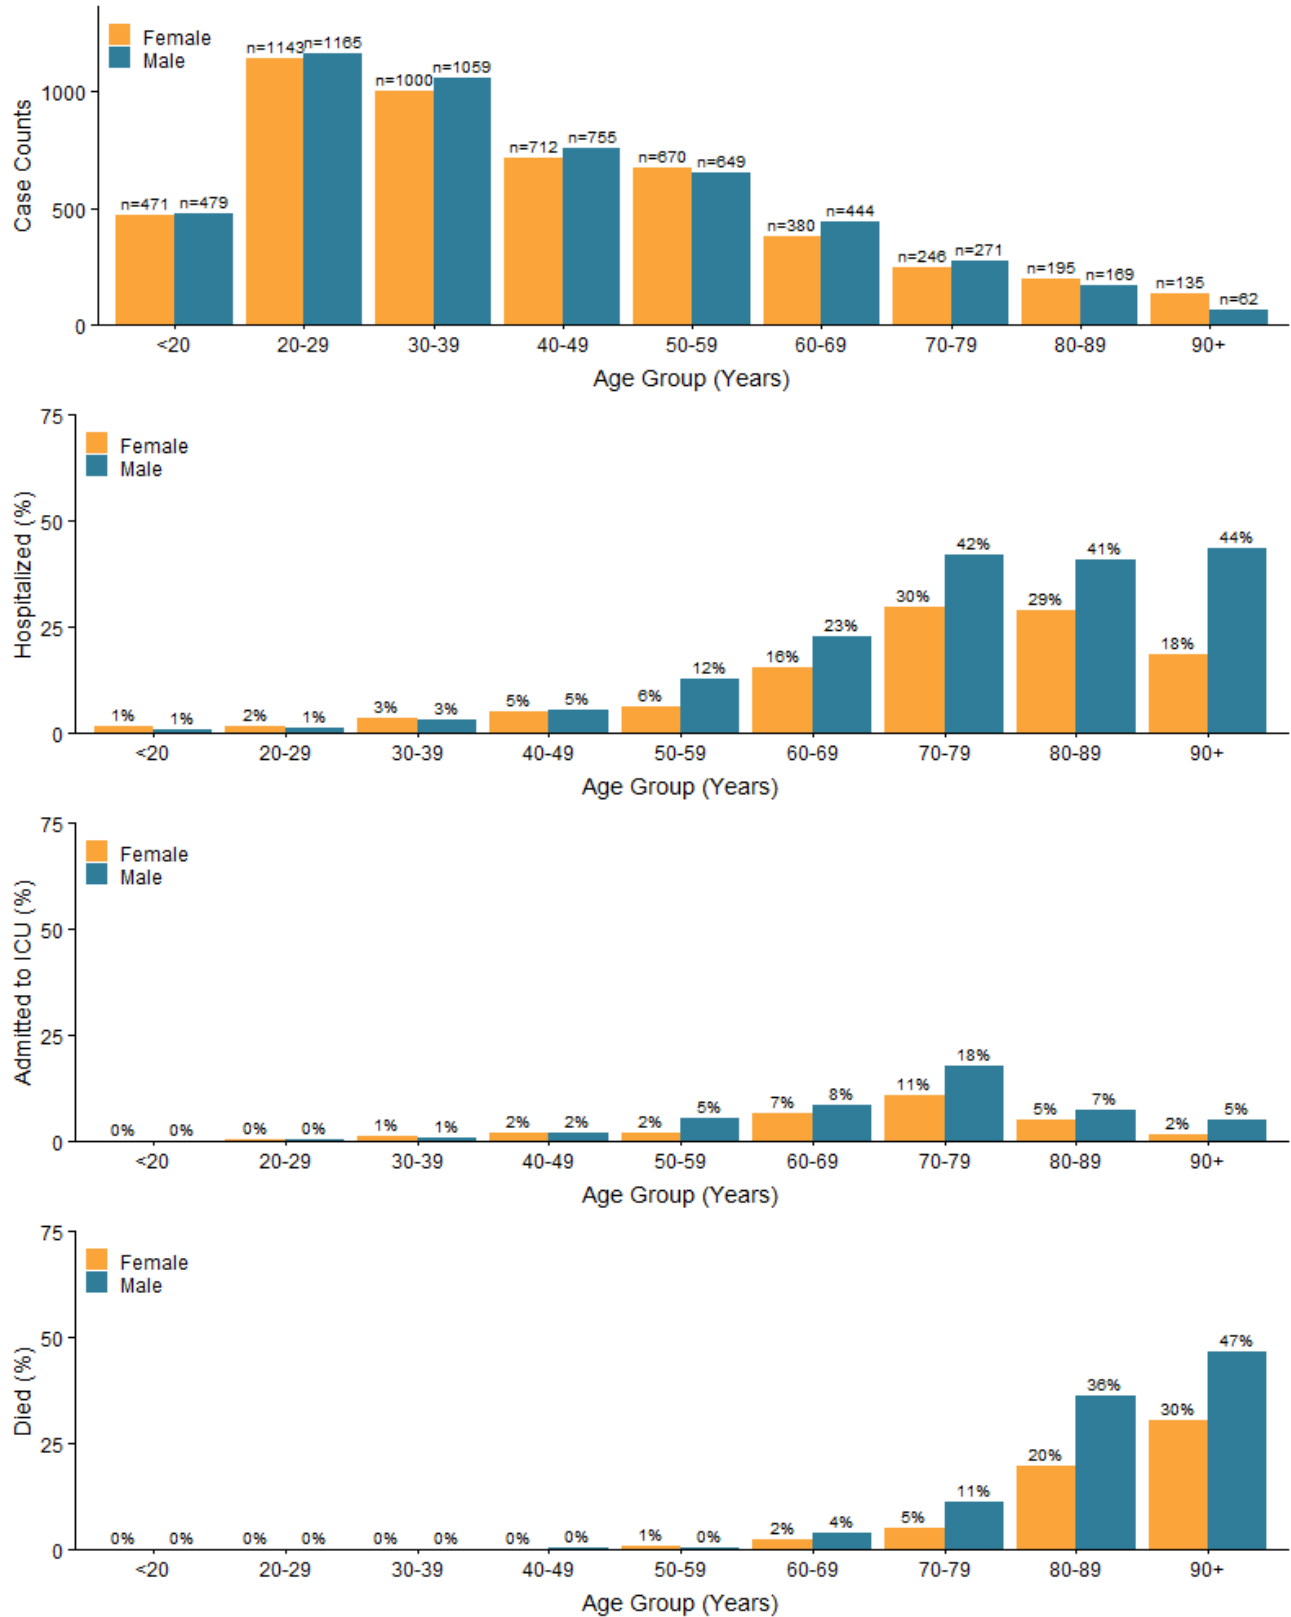 Female
Male
n=1143 n=1165
n=1000 n=1059
n=712 n=755
n=670 n=649
n=471 n=479
n=380 n=444
n=246 n=271
n=195 n=169
n=135 n=62
Case Counts
1000
500
0
<20 20-29 30-39 40-49 50-59 60-69 70-79 80-89 90+
Age Group (Years)
75
50
25
0
Hospitalized (%)
Female
Male
1% 1% 2% 1% 3% 3% 5% 5% 6% 12% 16% 23% 30% 42% 29% 41% 18% 44%
<20 20-29 30-39 40-49 50-59 60-69 70-79 80-89 90+
Age Group (Years)
75
50
25
0
Admitted to ICU (%)
Female
Male
0% 0% 0% 0% 1% 1% 2% 2% 2% 5% 7% 8% 11% 18% 5% 7% 2% 5%
<20 20-29 30-39 40-49 50-59 60-69 70-79 80-89 90+
Age Group (Years)
75
50
25
0
Died (%)
Female
Male
0% 0% 0% 0% 0% 0% 0% 0% 1% 0% 2% 4% 5% 11% 20% 36% 30% 47%
<20 20-29 30-39 40-49 50-59 60-69 70-79 80-89 90+
Age Group (Years)